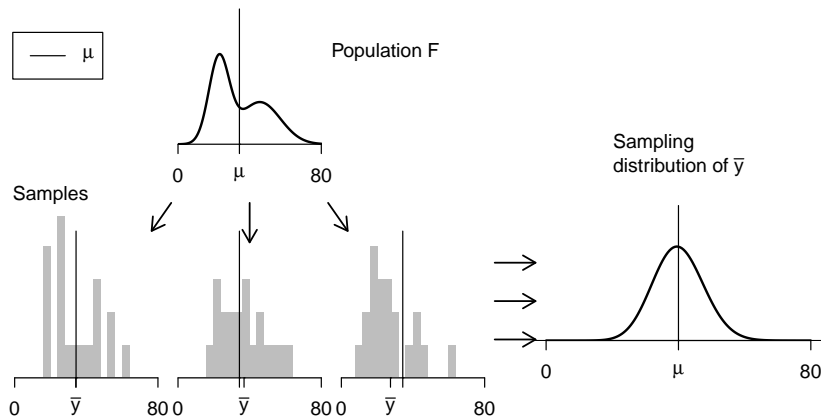 μ
Population F
0 μ 80
Sampling
distribution of y̅
Samples
0 y̅ 80
0 y̅ 80
0 y̅ 80
0 μ 80